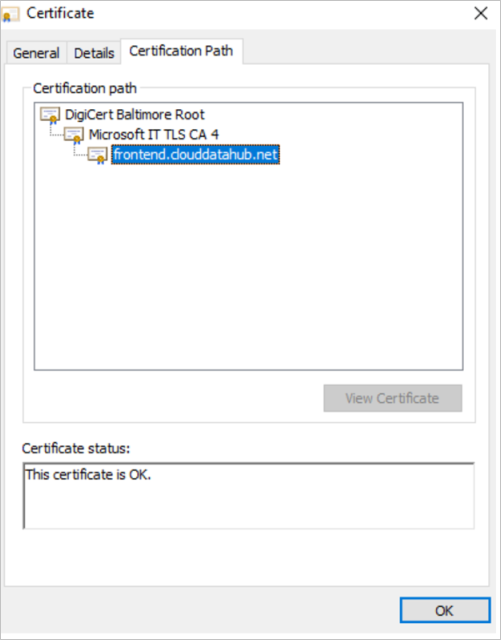 Certificate
General
Details
Certification Path
Certification path
DigiCert Baltimore Root
Microsoft IT TLS CA 4
frontend.clouddatahub.net
View Certificate
Certificate status:
This certificate is OK.
OK